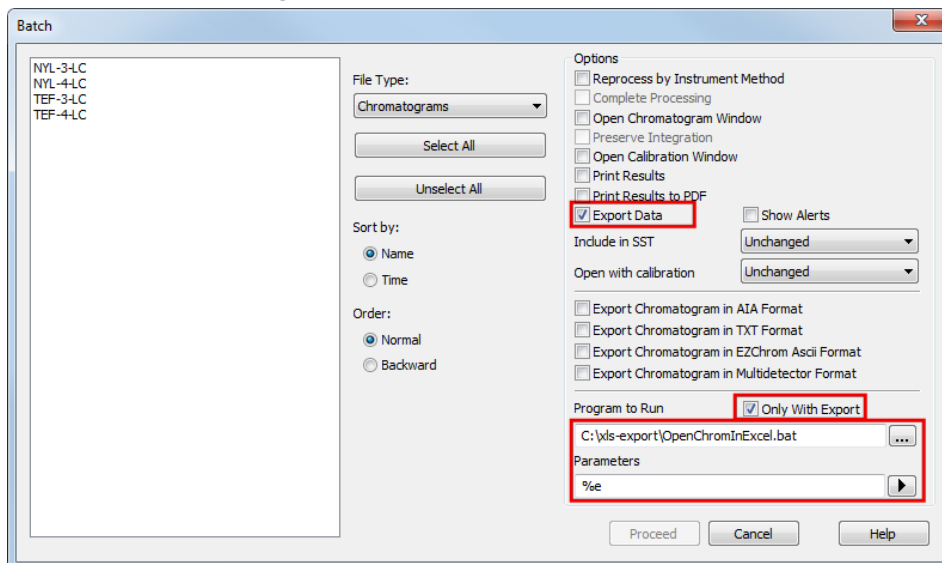 Batch
x
NYL-3-LC
NYL-4-LC
TEF-3-LC
TEF-4-LC
File Type:
Chromatograms
Select All
Unselect All
Sort by:
Name
Time
Order:
Normal
Backward
Options
Reprocess by Instrument Method
Complete Processing
Open Chromatogram Window
Preserve Integration
Open Calibration Window
Print Results
Print Results to PDF
Export Data Show Alerts
Include in SST Unchanged
Open with calibration Unchanged
Export Chromatogram in AIA Format
Export Chromatogram in TXT Format
Export Chromatogram in EZChrom Ascii Format
Export Chromatogram in Multidetector Format
Program to Run Only With Export
C:\xls-export\OpenChromInExcel.bat ...
Parameters
%e
Proceed Cancel Help